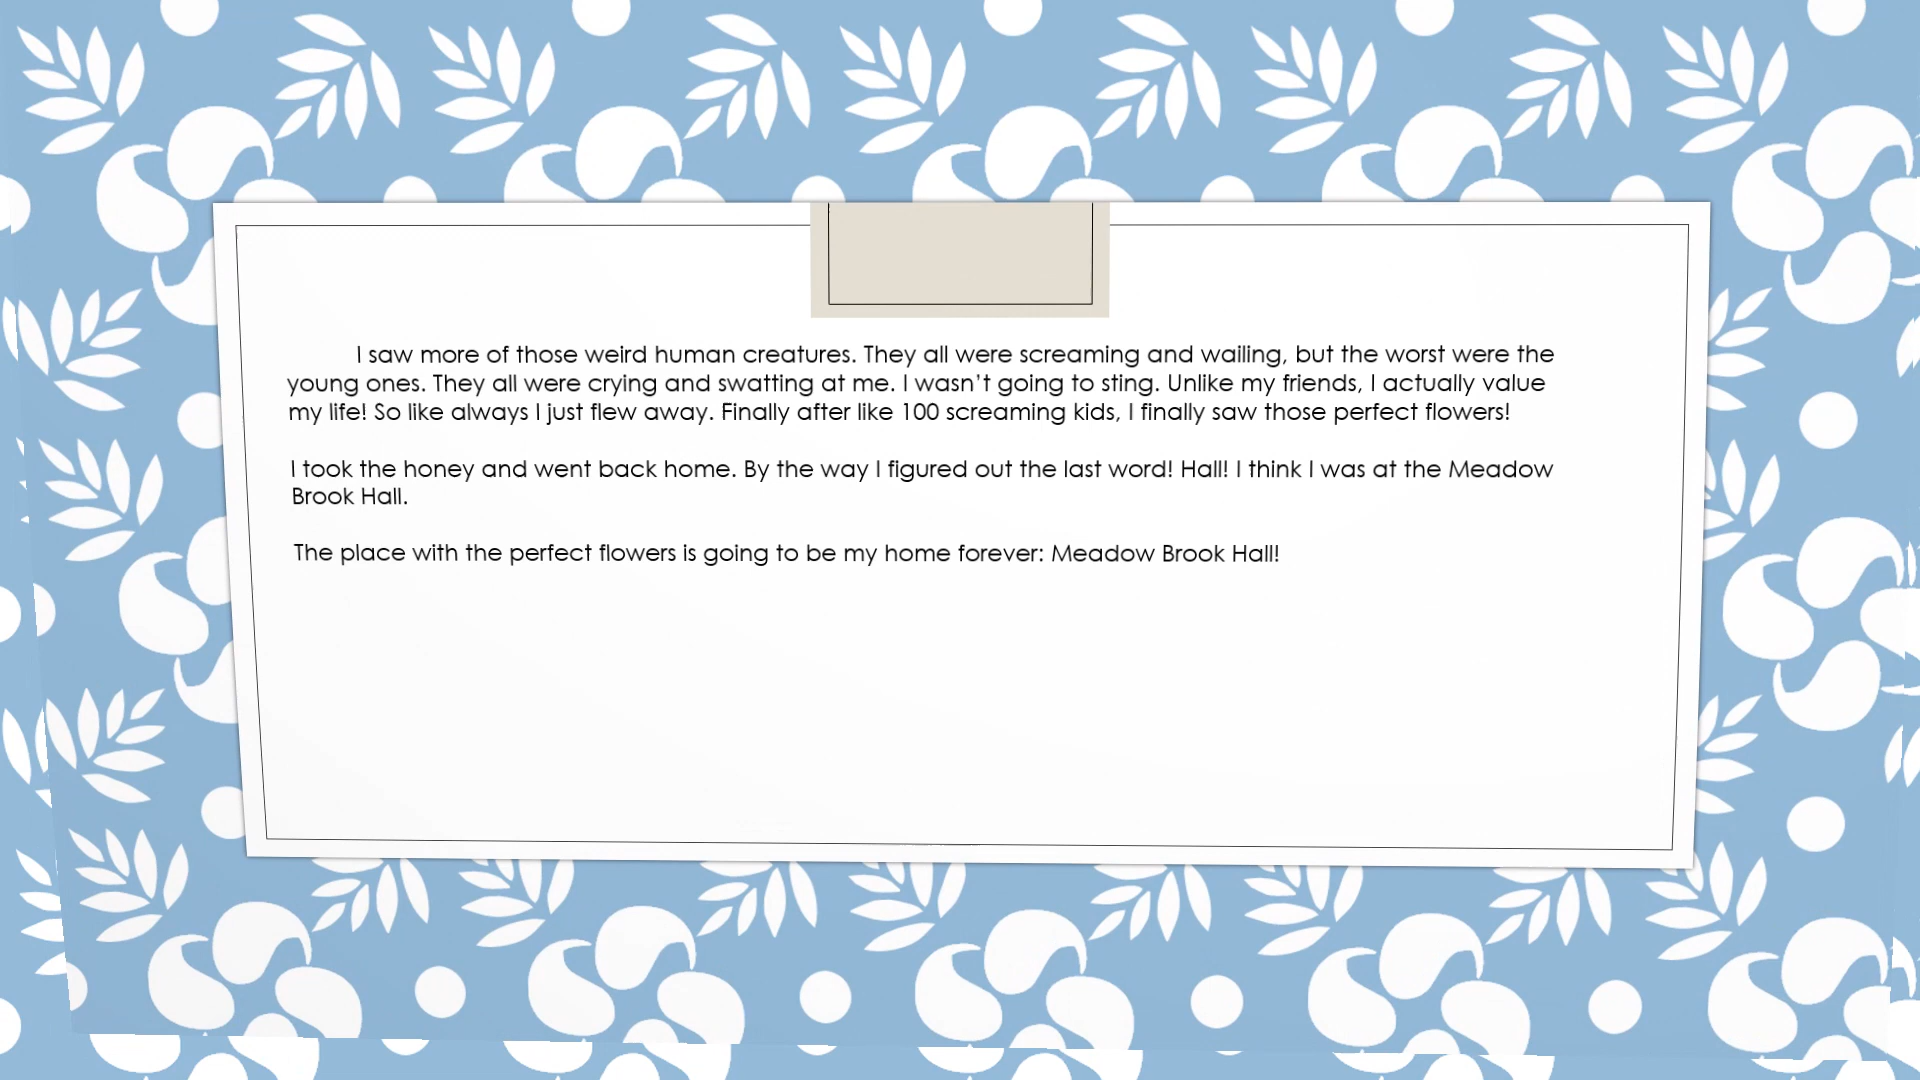 I saw more of those weird human creatures. They all were screaming and wailing, but the worst were the
young ones. They all were crying and swatting at me. I wasn’t going to sting. Unlike my friends, I actually value
my life! So like always I just flew away. Finally after like 100 screaming kids, I finally saw those perfect flowers!
I took the honey and went back home. By the way I figured out the last word! Hall! I think I was at the Meadow
Brook Hall.
The place with the perfect flowers is going to be my home forever: Meadow Brook Hall!